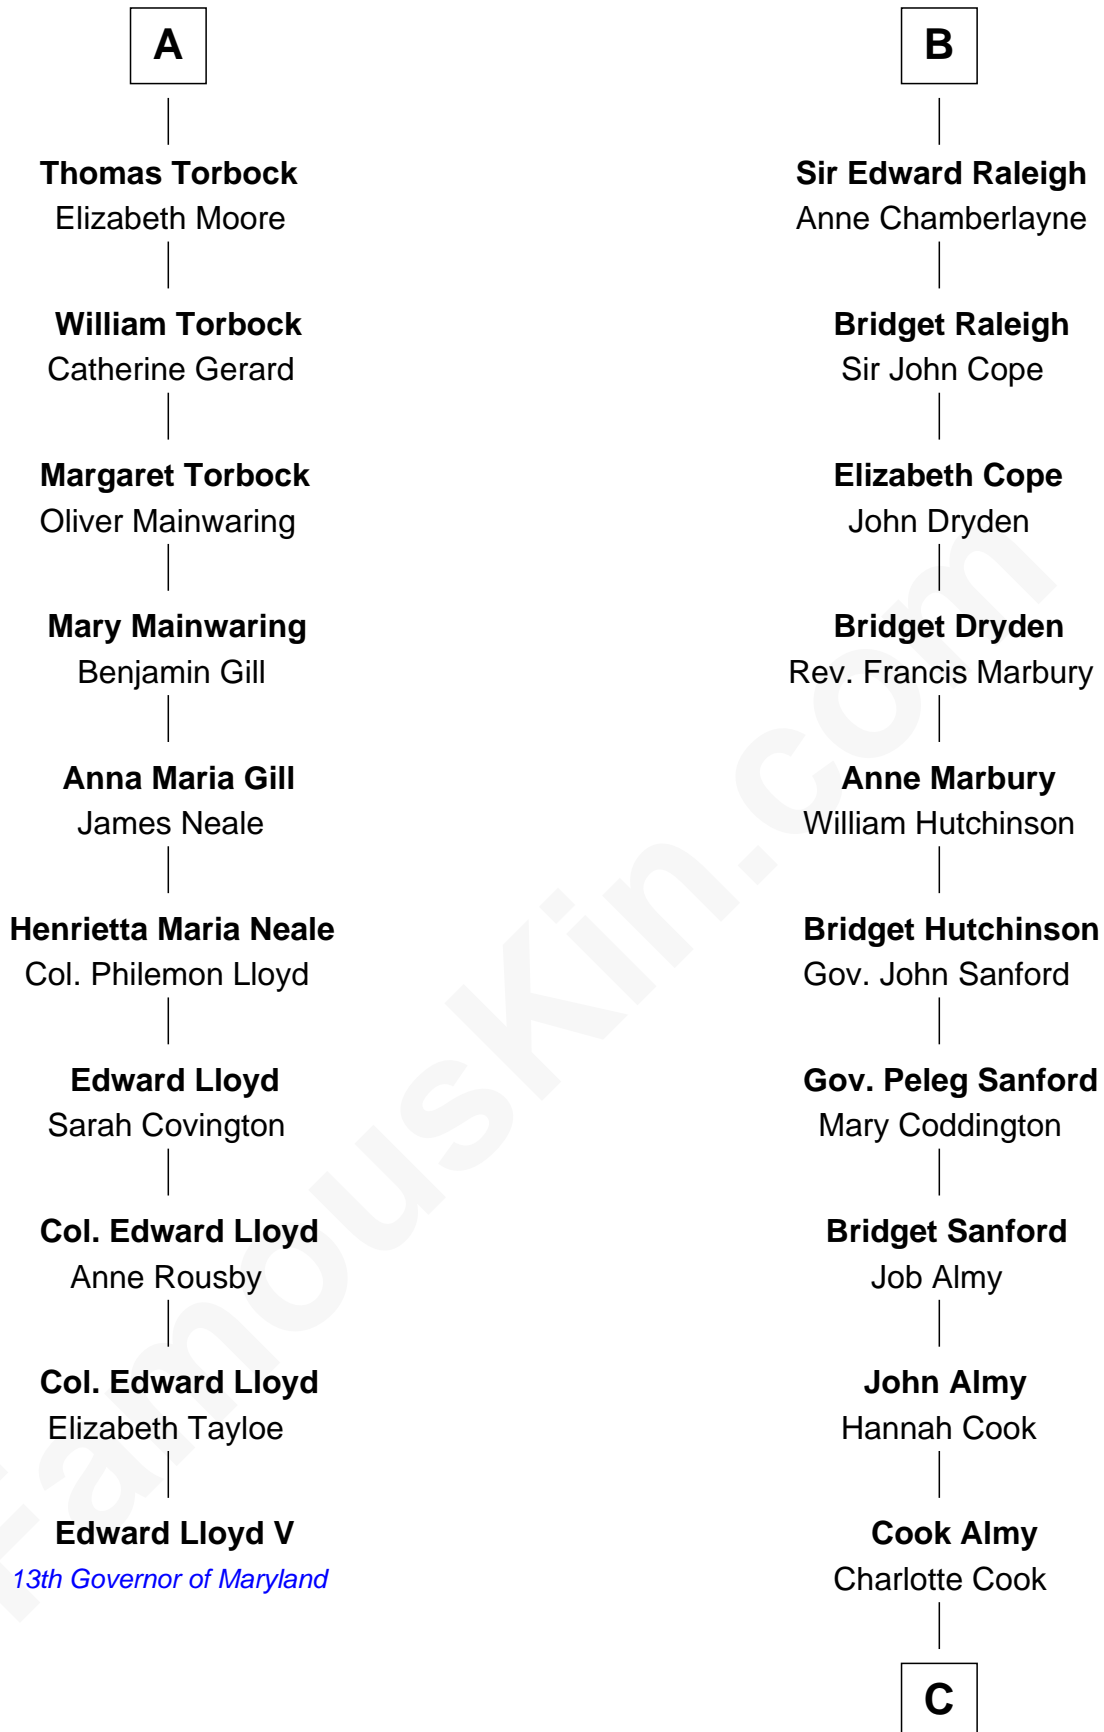 A
Thomas Torbock
Elizabeth Moore
William Torbock
Catherine Gerard
Margaret Torbock
Oliver Mainwaring
Mary Mainwaring
Benjamin Gill
Anna Maria Gill
James Neale
Henrietta Maria Neale
Col. Philemon Lloyd
Edward Lloyd
Sarah Covington
Col. Edward Lloyd
Anne Rousby
Col. Edward Lloyd
Elizabeth Tayloe
Edward Lloyd V
13th Governor of Maryland
B
Sir Edward Raleigh
Anne Chamberlayne
Bridget Raleigh
Sir John Cope
Elizabeth Cope
John Dryden
Bridget Dryden
Rev. Francis Marbury
Anne Marbury
William Hutchinson
Bridget Hutchinson
Gov. John Sanford
Gov. Peleg Sanford
Mary Coddington
Bridget Sanford
Job Almy
John Almy
Hannah Cook
Cook Almy
Charlotte Cook
C
FamousKin.com